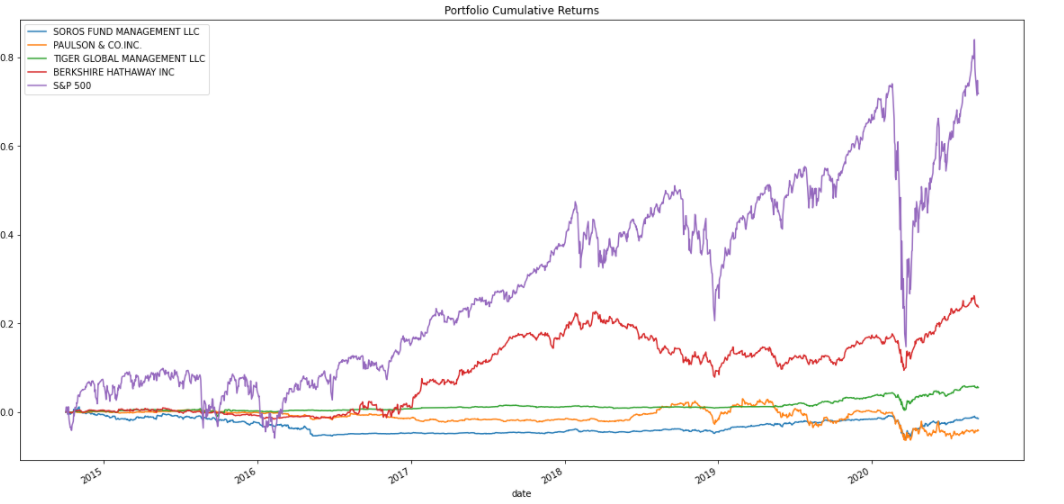 Portfolio Cumulative Returns
SOROS FUND MANAGEMENT LLC
PAULSON & CO.INC.
TIGER GLOBAL MANAGEMENT LLC
BERKSHIRE HATHAWAY INC
S&P 500
0.8
0.6
0.4
0.2
0.0
2015
2016
2017
2018
2019
2020
date